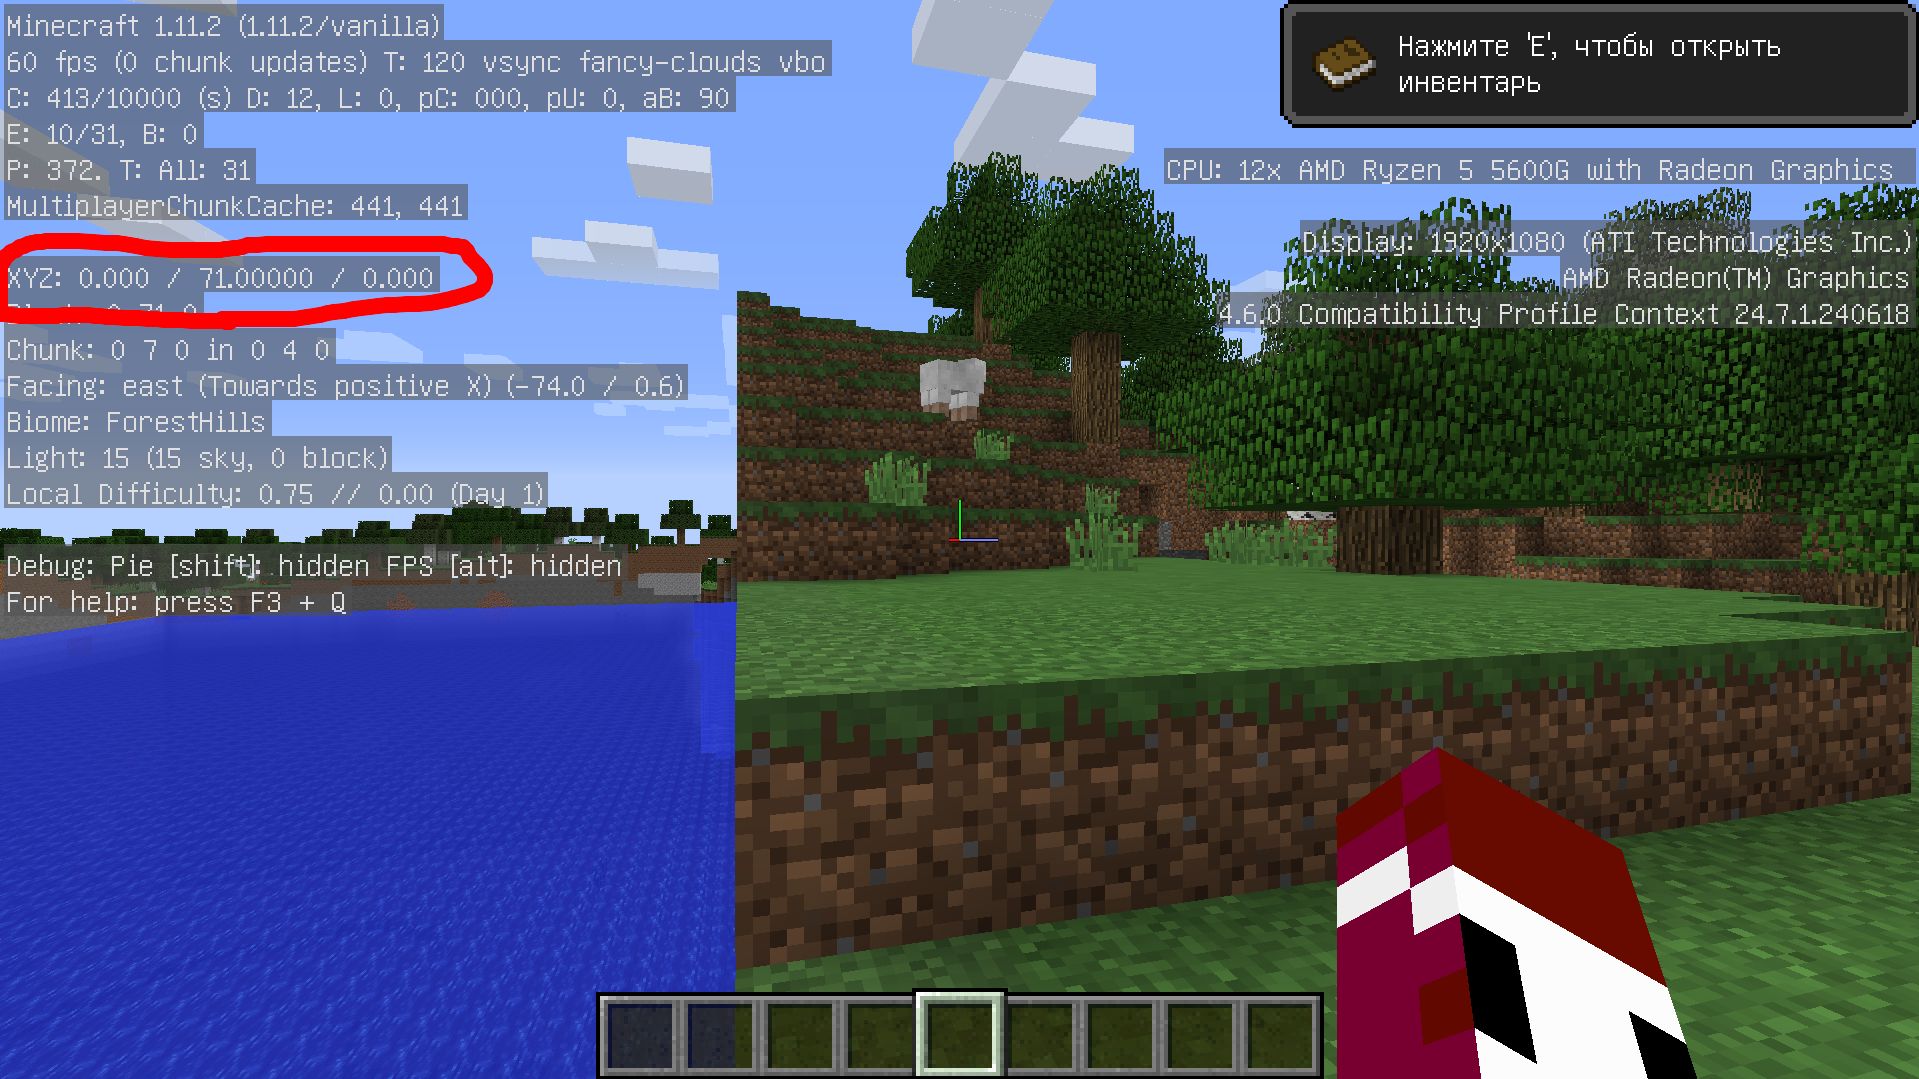 Minecraft 1.11.2 (1.11.2/vanilla)
60 fps (0 chunk updates) T: 120 vsync fancy-clouds vbo
C: 413/10000 (s) D: 12, L: 0, pC: 000, pU: 0, aB: 90
E: 10/31, B: 0
P: 372. T: All: 31
MultiplayerChunkCache: 441, 441
XYZ: 0.000 / 71.00000 / 0.000
Chunk: 0 7 0 in 0 4 0
Facing: east (Towards positive X) (-74.0 / 0.6)
Biome: ForestHills
Light: 15 (15 sky, 0 block)
Local Difficulty: 0.75 // 0.00 (Day 1)
Debug: Pie [shift]: hidden FPS [alt]: hidden
For help: press F3 + Q
Нажмите 'E', чтобы открыть
инвентарь
CPU: 12x AMD Ryzen 5 5600G with Radeon Graphics
Display: 1920x1080 (ATI Technologies Inc.)
AMD Radeon(TM) Graphics
4.6.0 Compatibility Profile Context 24.7.1.240618